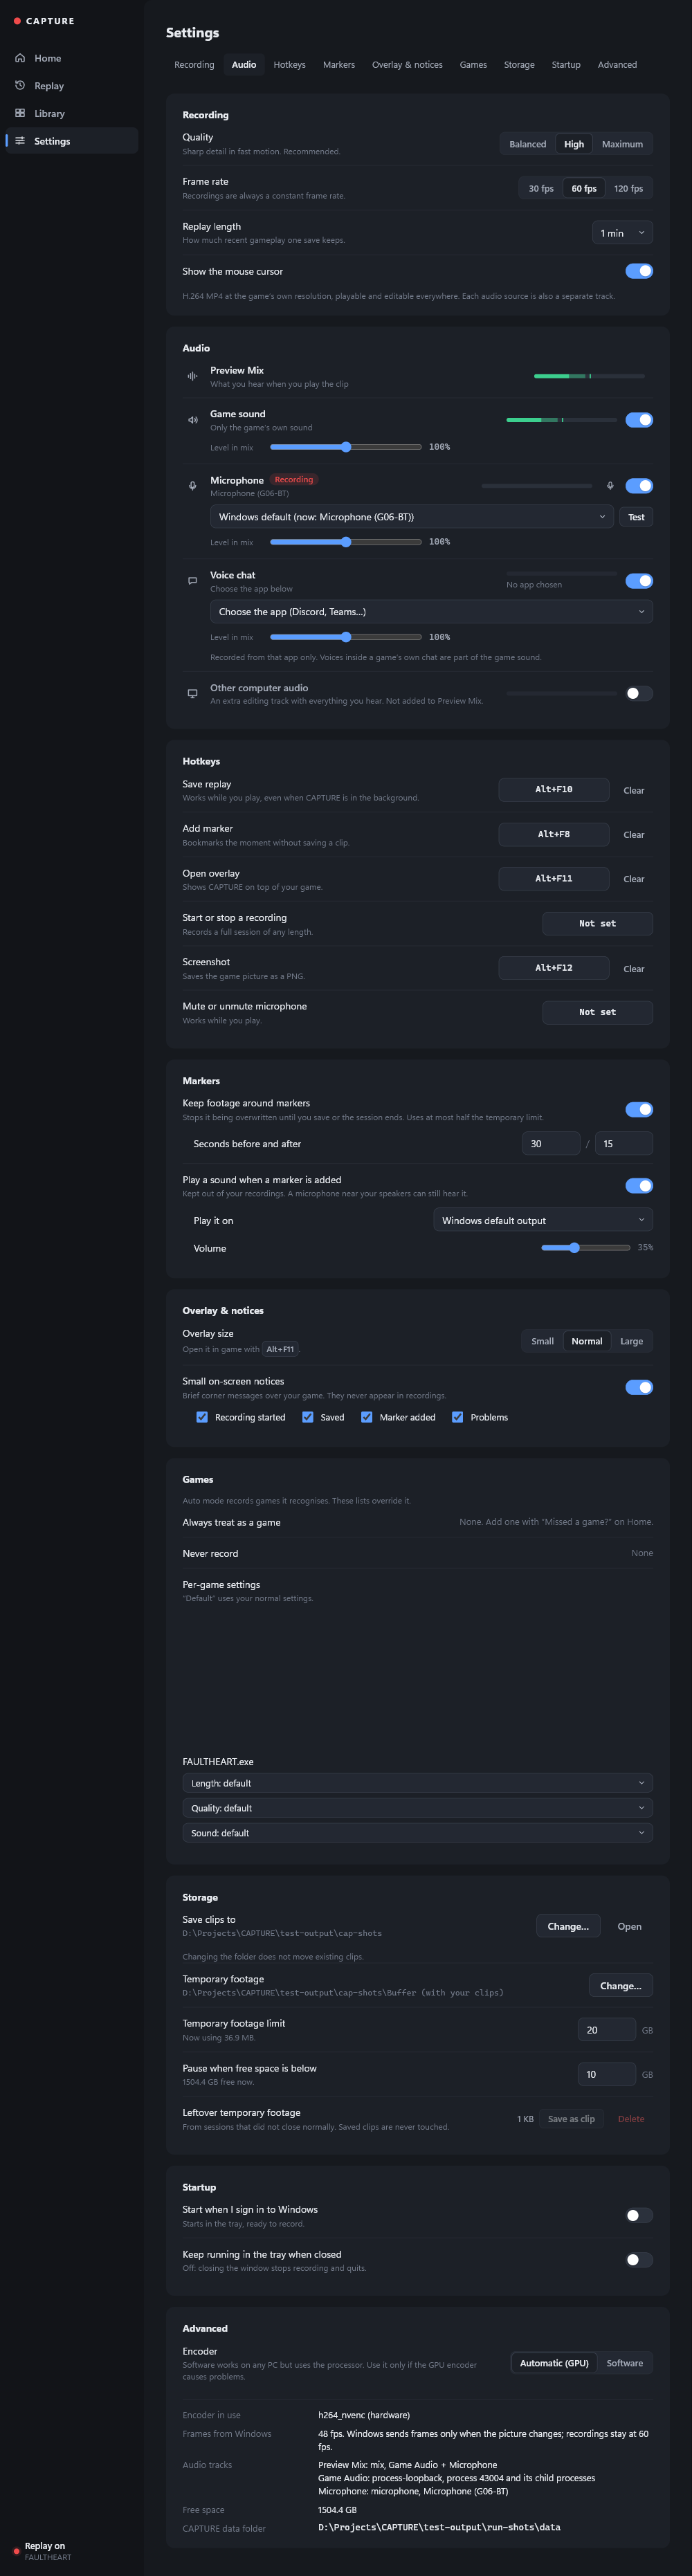 CAPTURE
Home
Replay
Library
Settings
Settings
Recording Audio Hotkeys Markers Overlay & notices Games Storage Startup Advanced
Recording
Quality
Sharp detail in fast motion. Recommended.
Balanced High Maximum
Frame rate
Recordings are always a constant frame rate.
30 fps 60 fps 120 fps
Replay length
How much recent gameplay one save keeps.
1 min
Show the mouse cursor
H.264 MP4 at the game's own resolution, playable and editable everywhere. Each audio source is also a separate track.
Audio
Preview Mix
What you hear when you play the clip
Game sound
Only the game's own sound
Level in mix 100%
Microphone Recording
Microphone (G06-BT)
Windows default (now: Microphone (G06-BT)) Test
Level in mix 100%
Voice chat
Choose the app below
No app chosen
Choose the app (Discord, Teams...)
Level in mix 100%
Recorded from that app only. Voices inside a game's own chat are part of the game sound.
Other computer audio
An extra editing track with everything you hear. Not added to Preview Mix.
Hotkeys
Save replay
Works while you play, even when CAPTURE is in the background.
Alt+F10 Clear
Add marker
Bookmarks the moment without saving a clip.
Alt+F8 Clear
Open overlay
Shows CAPTURE on top of your game.
Alt+F11 Clear
Start or stop a recording
Records a full session of any length.
Not set
Screenshot
Saves the game picture as a PNG.
Alt+F12 Clear
Mute or unmute microphone
Works while you play.
Not set
Markers
Keep footage around markers
Stops it being overwritten until you save or the session ends. Uses at most half the temporary limit.
Seconds before and after 30 / 15
Play a sound when a marker is added
Kept out of your recordings. A microphone near your speakers can still hear it.
Play it on Windows default output
Volume 35%
Overlay & notices
Overlay size
Open it in game with Alt+F11.
Small Normal Large
Small on-screen notices
Brief corner messages over your game. They never appear in recordings.
Recording started Saved Marker added Problems
Games
Auto mode records games it recognises. These lists override it.
Always treat as a game None. Add one with "Missed a game?" on Home.
Never record None
Per-game settings
"Default" uses your normal settings.
FAULTHEART.exe
Length: default
Quality: default
Sound: default
Storage
Save clips to
D:\Projects\CAPTURE\test-output\cap-shots
Change... Open
Changing the folder does not move existing clips.
Temporary footage
D:\Projects\CAPTURE\test-output\cap-shots\Buffer (with your clips)
Change...
Temporary footage limit
Now using 36.9 MB.
20 GB
Pause when free space is below
1504.4 GB free now.
10 GB
Leftover temporary footage
From sessions that did not close normally. Saved clips are never touched.
1 KB Save as clip Delete
Startup
Start when I sign in to Windows
Starts in the tray, ready to record.
Keep running in the tray when closed
Off: closing the window stops recording and quits.
Advanced
Encoder
Software works on any PC but uses the processor. Use it only if the GPU encoder
causes problems.
Automatic (GPU) Software
Encoder in use h264_nvenc (hardware)
Frames from Windows 48 fps. Windows sends frames only when the picture changes; recordings stay at 60
fps.
Audio tracks Preview Mix: mix, Game Audio + Microphone
Game Audio: process-loopback, process 43004 and its child processes
Microphone: microphone, Microphone (G06-BT)
Free space 1504.4 GB
CAPTURE data folder D:\Projects\CAPTURE\test-output\run-shots\data
Replay on
FAULTHEART